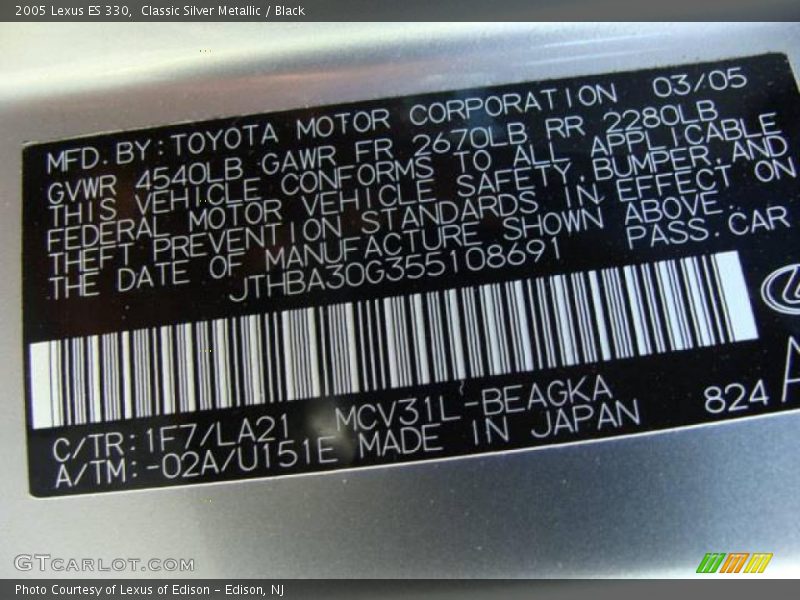 2005 Lexus ES 330, Classic Silver Metallic / Black
MFD. BY: TOYOTA MOTOR CORPORATION 03/05
GVWR 4540LB GAWR FR 2670LB RR 2280LB
THIS VEHICLE CONFORMS TO ALL APPLICABLE
FEDERAL MOTOR VEHICLE SAFETY, BUMPER, AND
THEFT PREVENTION STANDARDS IN EFFECT ON
THE DATE OF MANUFACTURE SHOWN ABOVE.
JTHBA30G355108691 PASS. CAR
C/TR: 1F7/LA21 MCV31L-BEAGKA 824
A/TM: -02A/U151E MADE IN JAPAN
GTCARLOT.COM
Photo Courtesy of Lexus of Edison - Edison, NJ